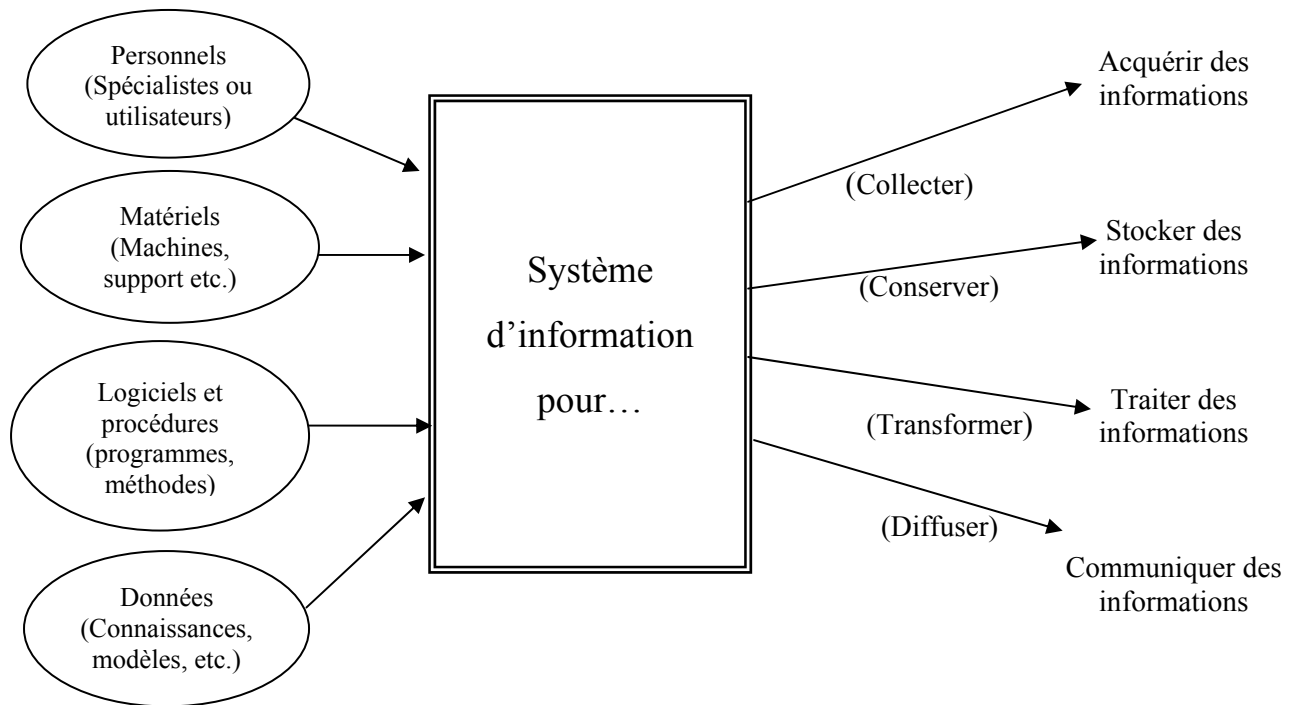 Personnels
(Spécialistes ou
utilisateurs)
Matériels
(Machines,
support etc.)
Logiciels et
procédures
(programmes,
méthodes)
Données
(Connaissances,
modèles, etc.)
Système
d’information
pour…
(Collecter)
(Conserver)
(Transformer)
(Diffuser)
Acquérir des
informations
Stocker des
informations
Traiter des
informations
Communiquer des
informations